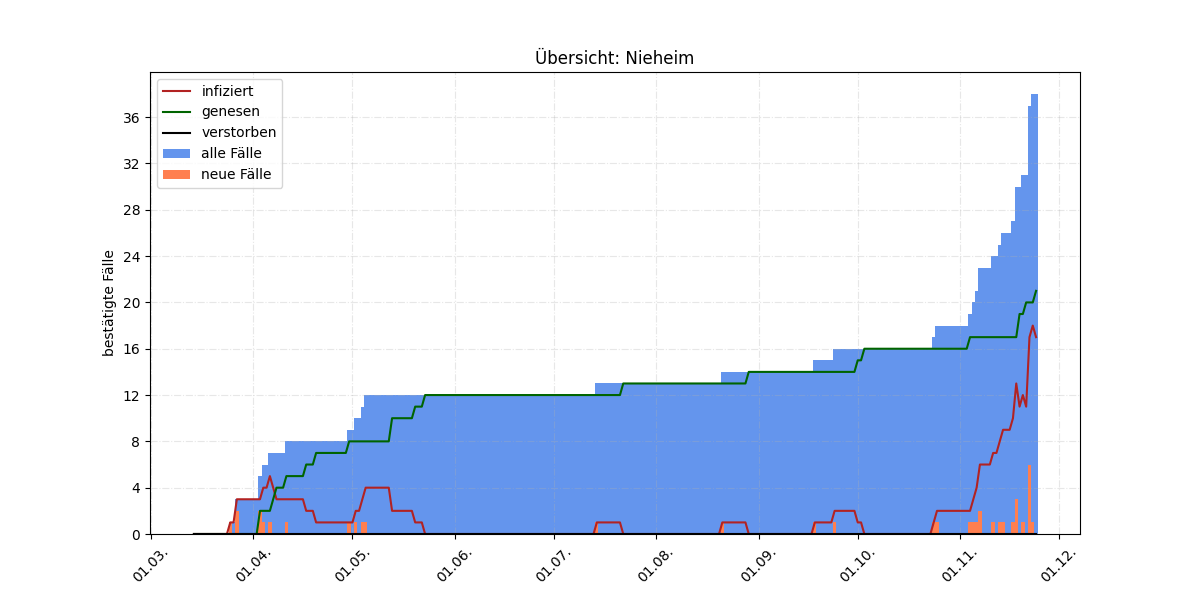 Übersicht: Nieheim
infiziert
genesen
verstorben
alle Fälle
neue Fälle
bestätigte Fälle
36
32
28
24
20
16
12
8
4
0
01.03.
01.04.
01.05.
01.06.
01.07.
01.08.
01.09.
01.10.
01.11.
01.12.